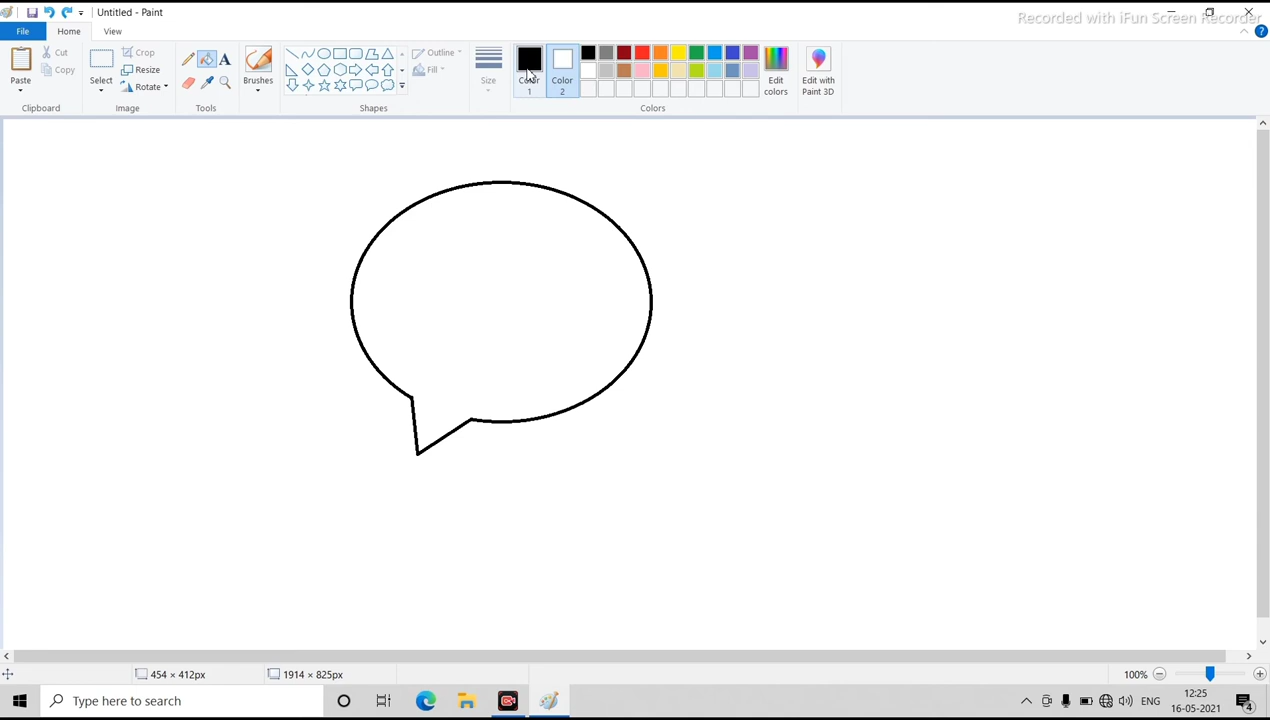 Untitled - Paint
Recorded with iFun Screen Recorder
File
Home
View
Paste
Cut
Copy
Clipboard
Select
Crop
Resize
Rotate
Image
A
Tools
Brushes
Shapes
Outline
Fill
Size
Color
1
Color
2
Edit
colors
Colors
Edit with
Paint 3D
454 × 412px
1914 × 825px
100%
Type here to search
ENG
12:25
16-05-2021
4